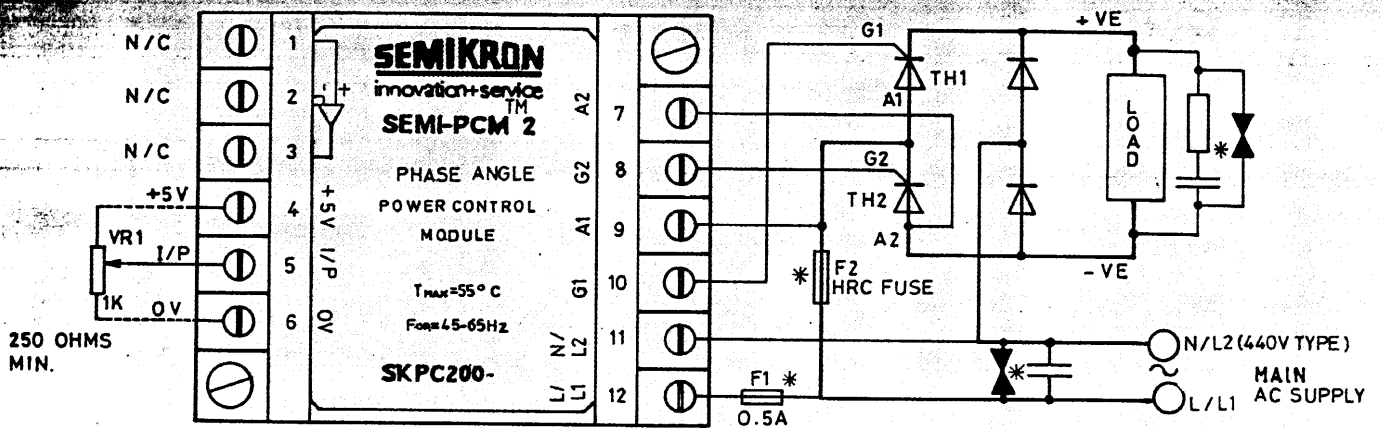 N/C
N/C
N/C
+5V
VR1
I/P
1K
0V
250 OHMS
MIN.
1
2
3
4
5
6
- +
+5V
I/P
0V
SEMIKRON
innovation+service
SEMI-PCM™ 2
PHASE ANGLE
POWER CONTROL
MODULE
TMAX=55°C
FOR=45-65Hz
SKPC200-
A2
G2
A1
G1
N/
L2
L/
L1
7
8
9
10
11
12
G1
TH1
A1
G2
TH2
A2
+VE
-VE
LOAD
*
* F2
HRC FUSE
F1 *
0.5A
*
N/L2 (440V TYPE)
~
MAIN
AC SUPPLY
L/L1